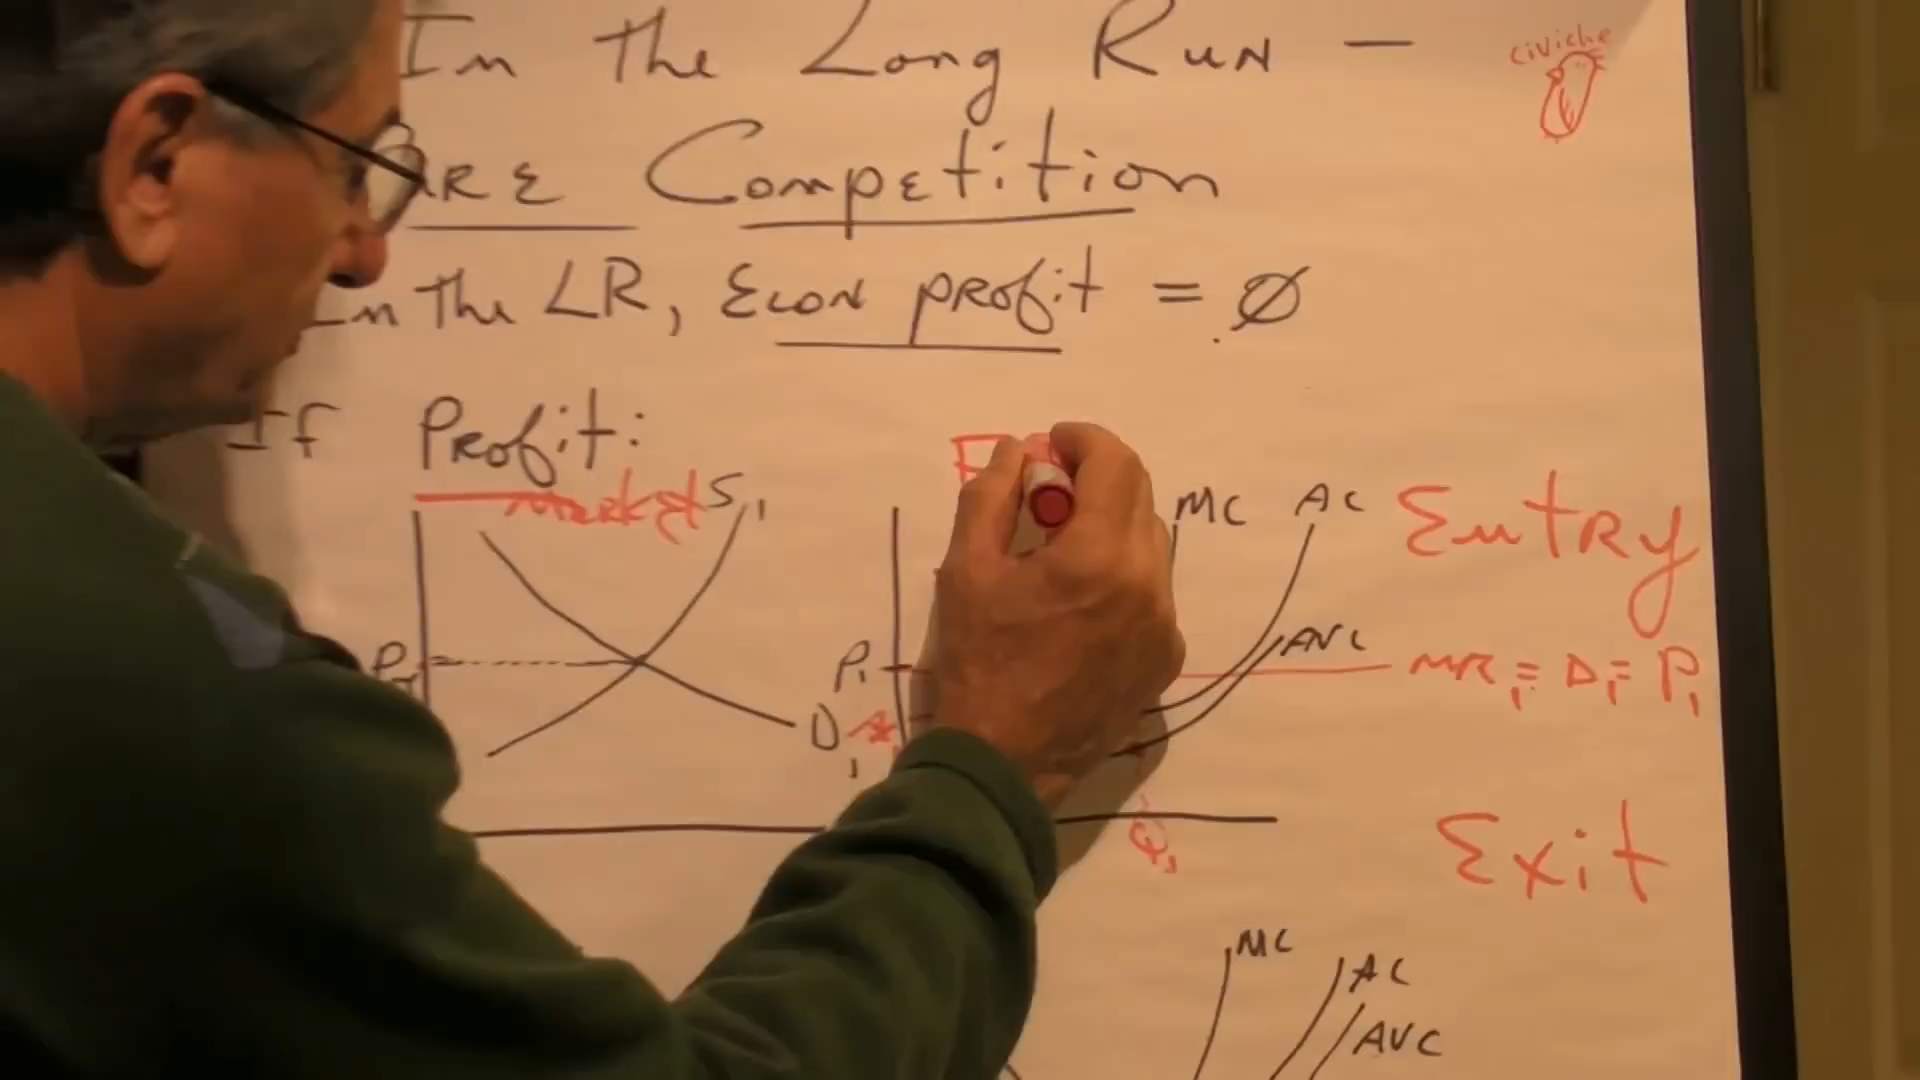 In The Long Run –
Competition
In The LR, Econ profit = Ø
If Profit:
Market
S1
P1
D1
MC
AC
AVC
P1
Q1
MR1 = D1 = P1
Entry
Exit
MC
AC
AVC
civiche